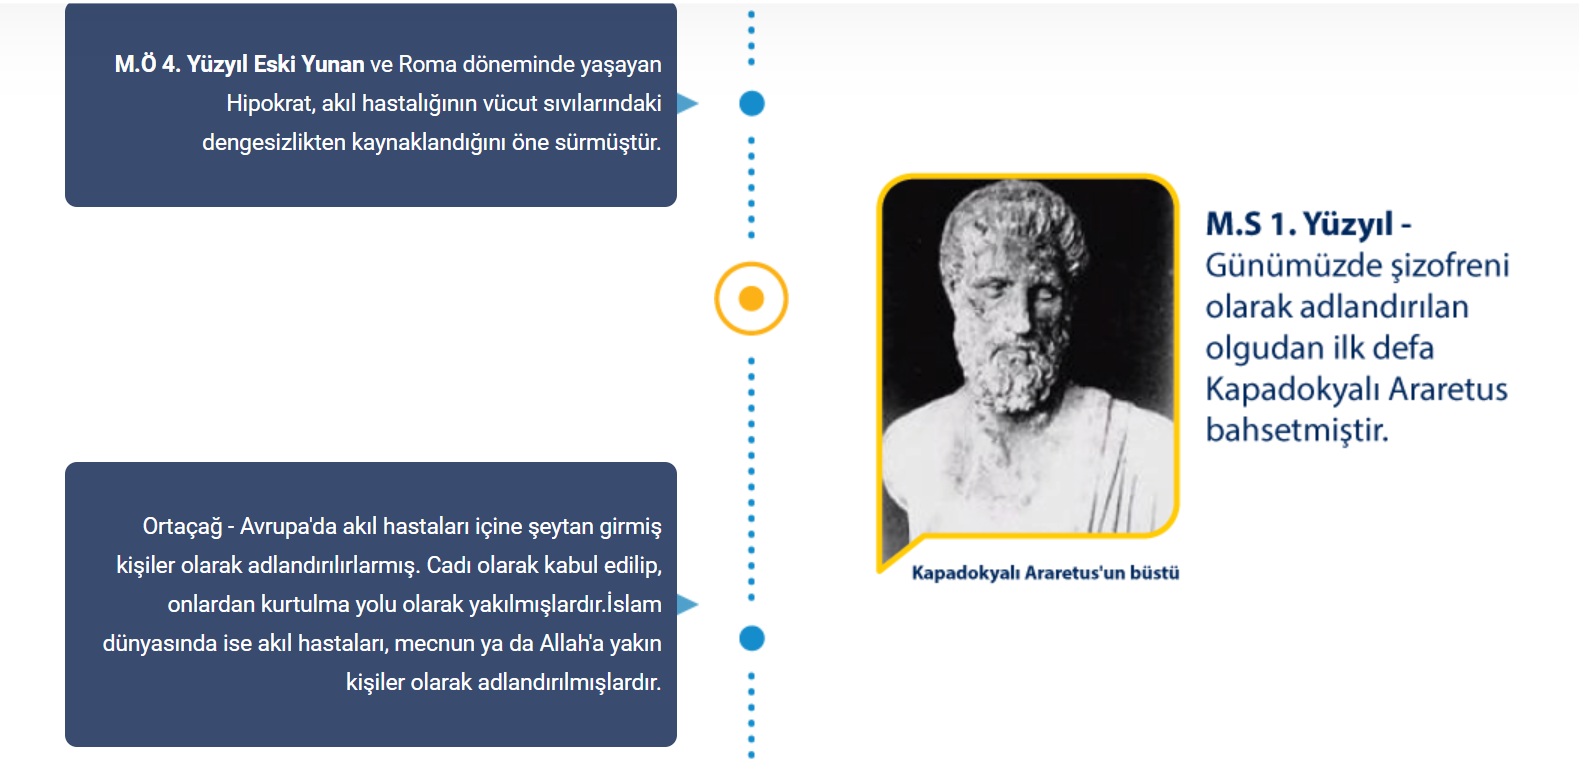 M.Ö 4. Yüzyıl Eski Yunan ve Roma döneminde yaşayan
Hipokrat, akıl hastalığının vücut sıvılarındaki
dengesizlikten kaynaklandığını öne sürmüştür.
M.S 1. Yüzyıl -
Günümüzde şizofreni
olarak adlandırılan
olgudan ilk defa
Kapadokyalı Araretus
bahsetmiştir.
Kapadokyalı Araretus'un büstü
Ortaçağ - Avrupa'da akıl hastaları içine şeytan girmiş
kişiler olarak adlandırılırlarmış. Cadı olarak kabul edilip,
onlardan kurtulma yolu olarak yakılmışlardır.İslam
dünyasında ise akıl hastaları, mecnun ya da Allah'a yakın
kişiler olarak adlandırılmışlardır.